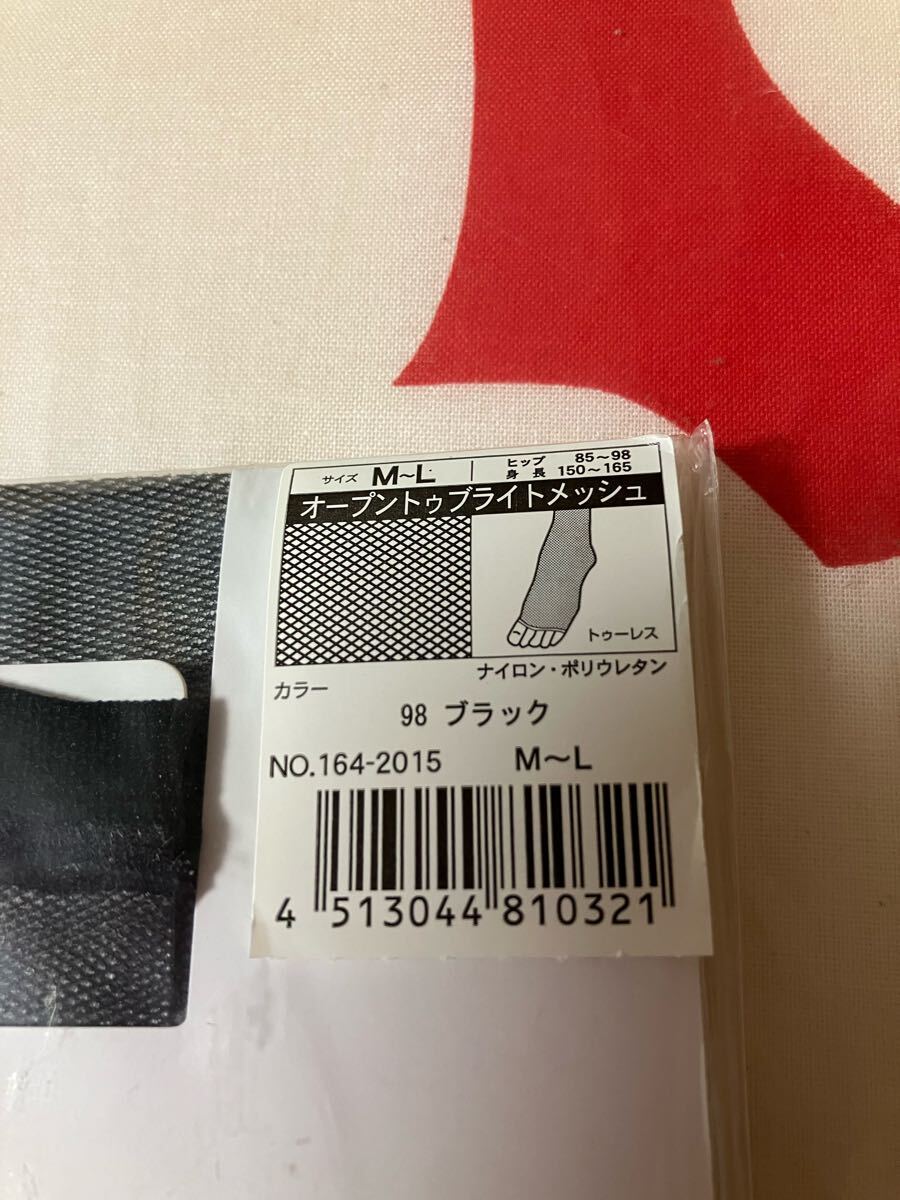 サイズ M〜L ヒップ 85〜98
身長 150〜165
オープントゥブライトメッシュ
トゥーレス
ナイロン・ポリウレタン
カラー
98 ブラック
NO.164-2015 M〜L
4 513044 810321